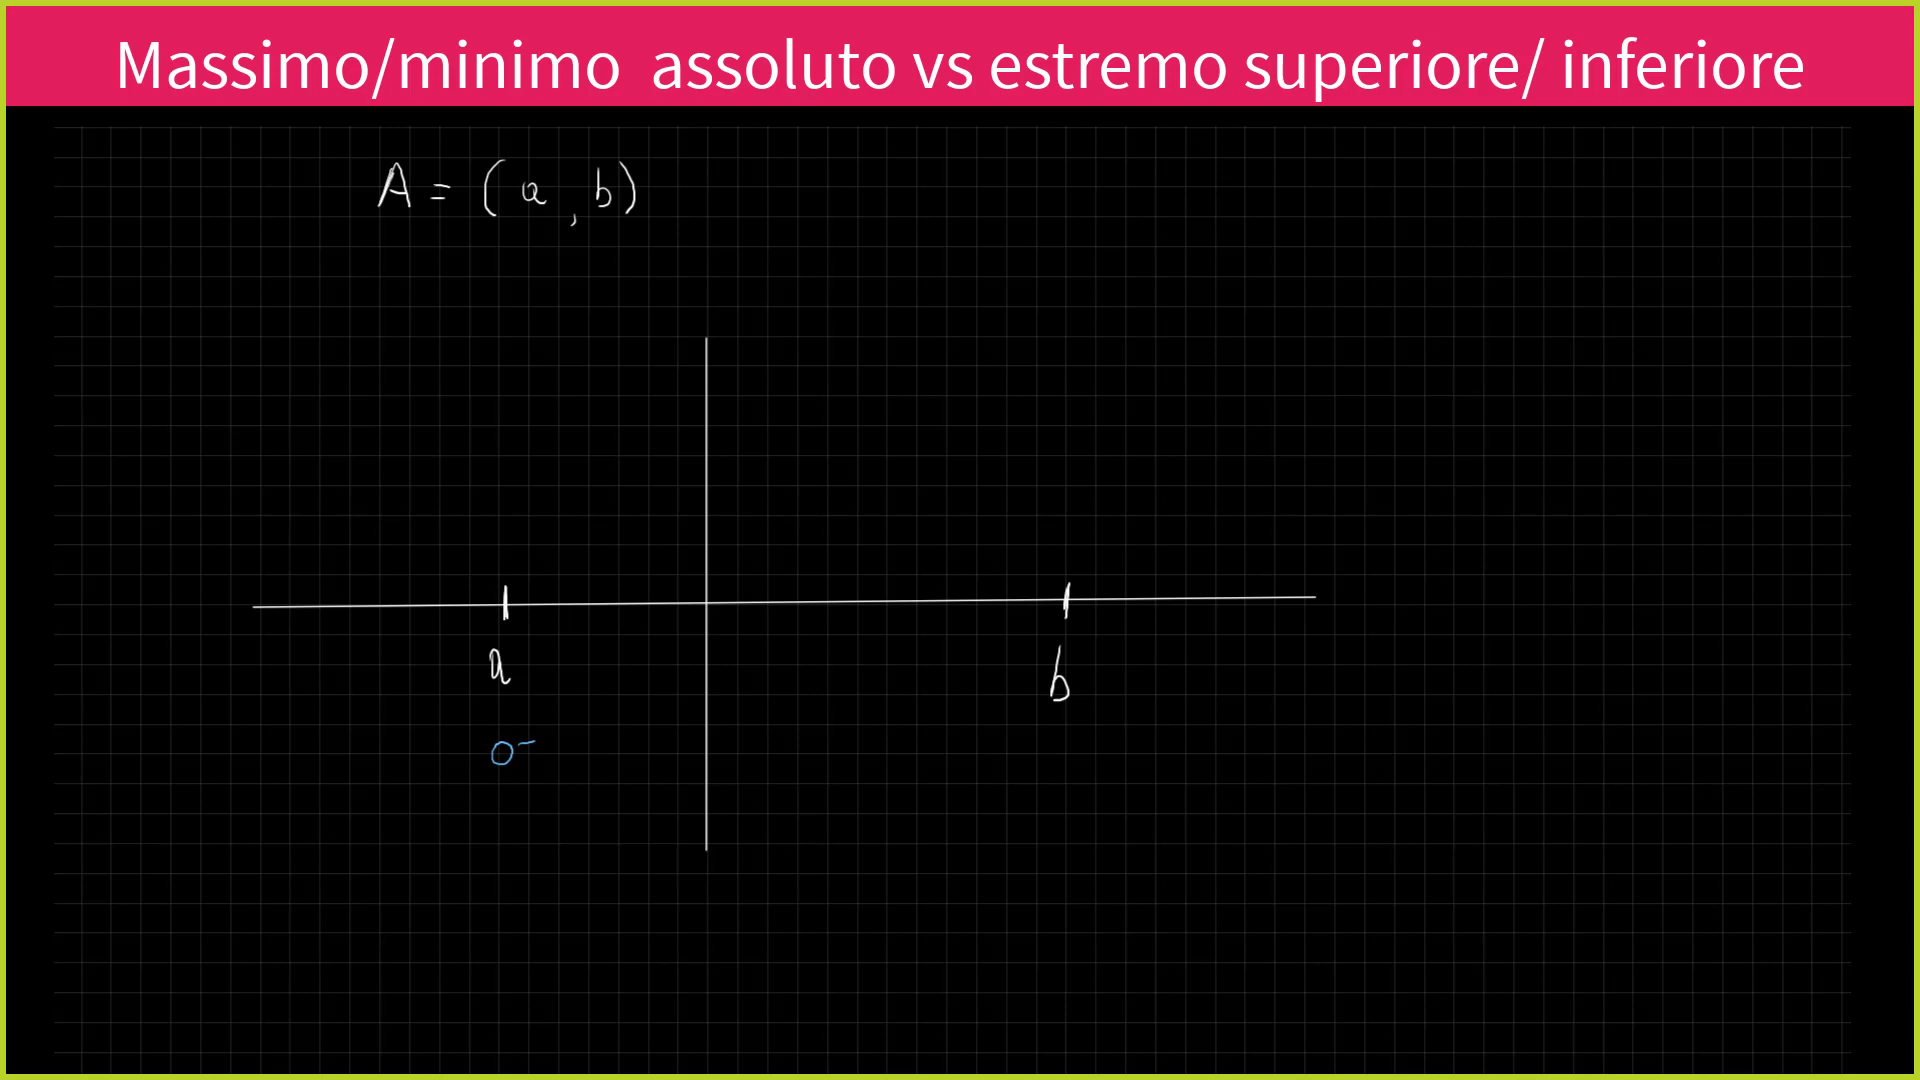 Massimo/minimo assoluto vs estremo superiore/ inferiore
A = (a, b)
a
b
0⁻